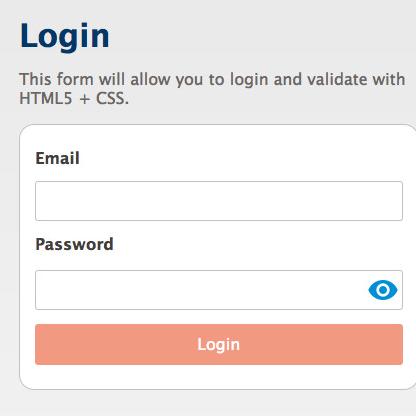 Login
This form will allow you to login and validate with
HTML5 + CSS.
Email
Password
Login